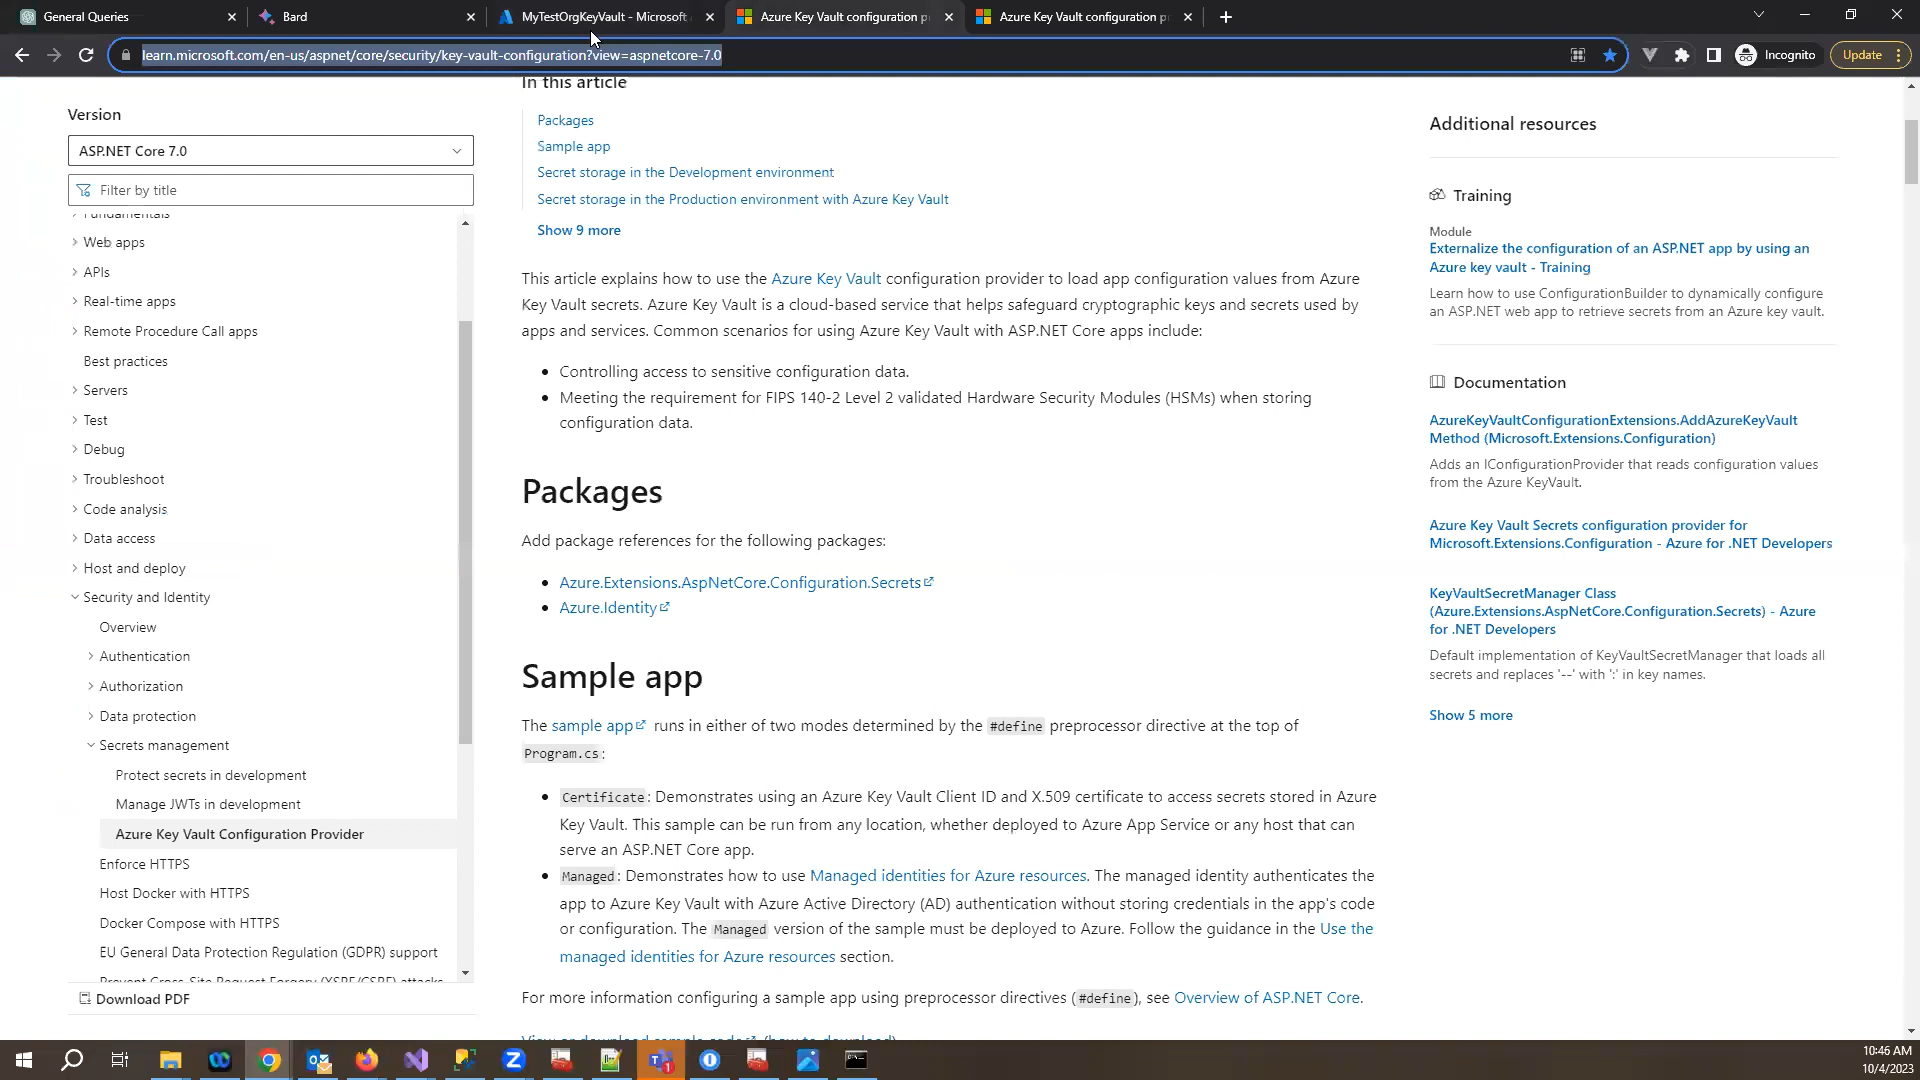 General Queries
Bard
MyTestOrgKeyVault - Microsoft
Azure Key Vault configuration p
Azure Key Vault configuration p
learn.microsoft.com/en-us/aspnet/core/security/key-vault-configuration?view=aspnetcore-7.0
Incognito
Update
Version
ASP.NET Core 7.0
Filter by title
Fundamentals
Web apps
APIs
Real-time apps
Remote Procedure Call apps
Best practices
Servers
Test
Debug
Troubleshoot
Code analysis
Data access
Host and deploy
Security and Identity
Overview
Authentication
Authorization
Data protection
Secrets management
Protect secrets in development
Manage JWTs in development
Azure Key Vault Configuration Provider
Enforce HTTPS
Host Docker with HTTPS
Docker Compose with HTTPS
EU General Data Protection Regulation (GDPR) support
Prevent Cross-Site Request Forgery (XSRF/CSRF) attacks
Download PDF
In this article
Packages
Sample app
Secret storage in the Development environment
Secret storage in the Production environment with Azure Key Vault
Show 9 more
This article explains how to use the Azure Key Vault configuration provider to load app configuration values from Azure
Key Vault secrets. Azure Key Vault is a cloud-based service that helps safeguard cryptographic keys and secrets used by
apps and services. Common scenarios for using Azure Key Vault with ASP.NET Core apps include:
• Controlling access to sensitive configuration data.
• Meeting the requirement for FIPS 140-2 Level 2 validated Hardware Security Modules (HSMs) when storing
configuration data.
Packages
Add package references for the following packages:
• Azure.Extensions.AspNetCore.Configuration.Secrets
• Azure.Identity
Sample app
The sample app runs in either of two modes determined by the #define preprocessor directive at the top of
Program.cs:
• Certificate: Demonstrates using an Azure Key Vault Client ID and X.509 certificate to access secrets stored in Azure
Key Vault. This sample can be run from any location, whether deployed to Azure App Service or any host that can
serve an ASP.NET Core app.
• Managed: Demonstrates how to use Managed identities for Azure resources. The managed identity authenticates the
app to Azure Key Vault with Azure Active Directory (AD) authentication without storing credentials in the app's code
or configuration. The Managed version of the sample must be deployed to Azure. Follow the guidance in the Use the
managed identities for Azure resources section.
For more information configuring a sample app using preprocessor directives (#define), see Overview of ASP.NET Core.
View or download sample code (how to download)
Additional resources
Training
Module
Externalize the configuration of an ASP.NET app by using an
Azure key vault - Training
Learn how to use ConfigurationBuilder to dynamically configure
an ASP.NET web app to retrieve secrets from an Azure key vault.
Documentation
AzureKeyVaultConfigurationExtensions.AddAzureKeyVault
Method (Microsoft.Extensions.Configuration)
Adds an IConfigurationProvider that reads configuration values
from the Azure KeyVault.
Azure Key Vault Secrets configuration provider for
Microsoft.Extensions.Configuration - Azure for .NET Developers
KeyVaultSecretManager Class
(Azure.Extensions.AspNetCore.Configuration.Secrets) - Azure
for .NET Developers
Default implementation of KeyVaultSecretManager that loads all
secrets and replaces '--' with ':' in key names.
Show 5 more
10:46 AM
10/4/2023